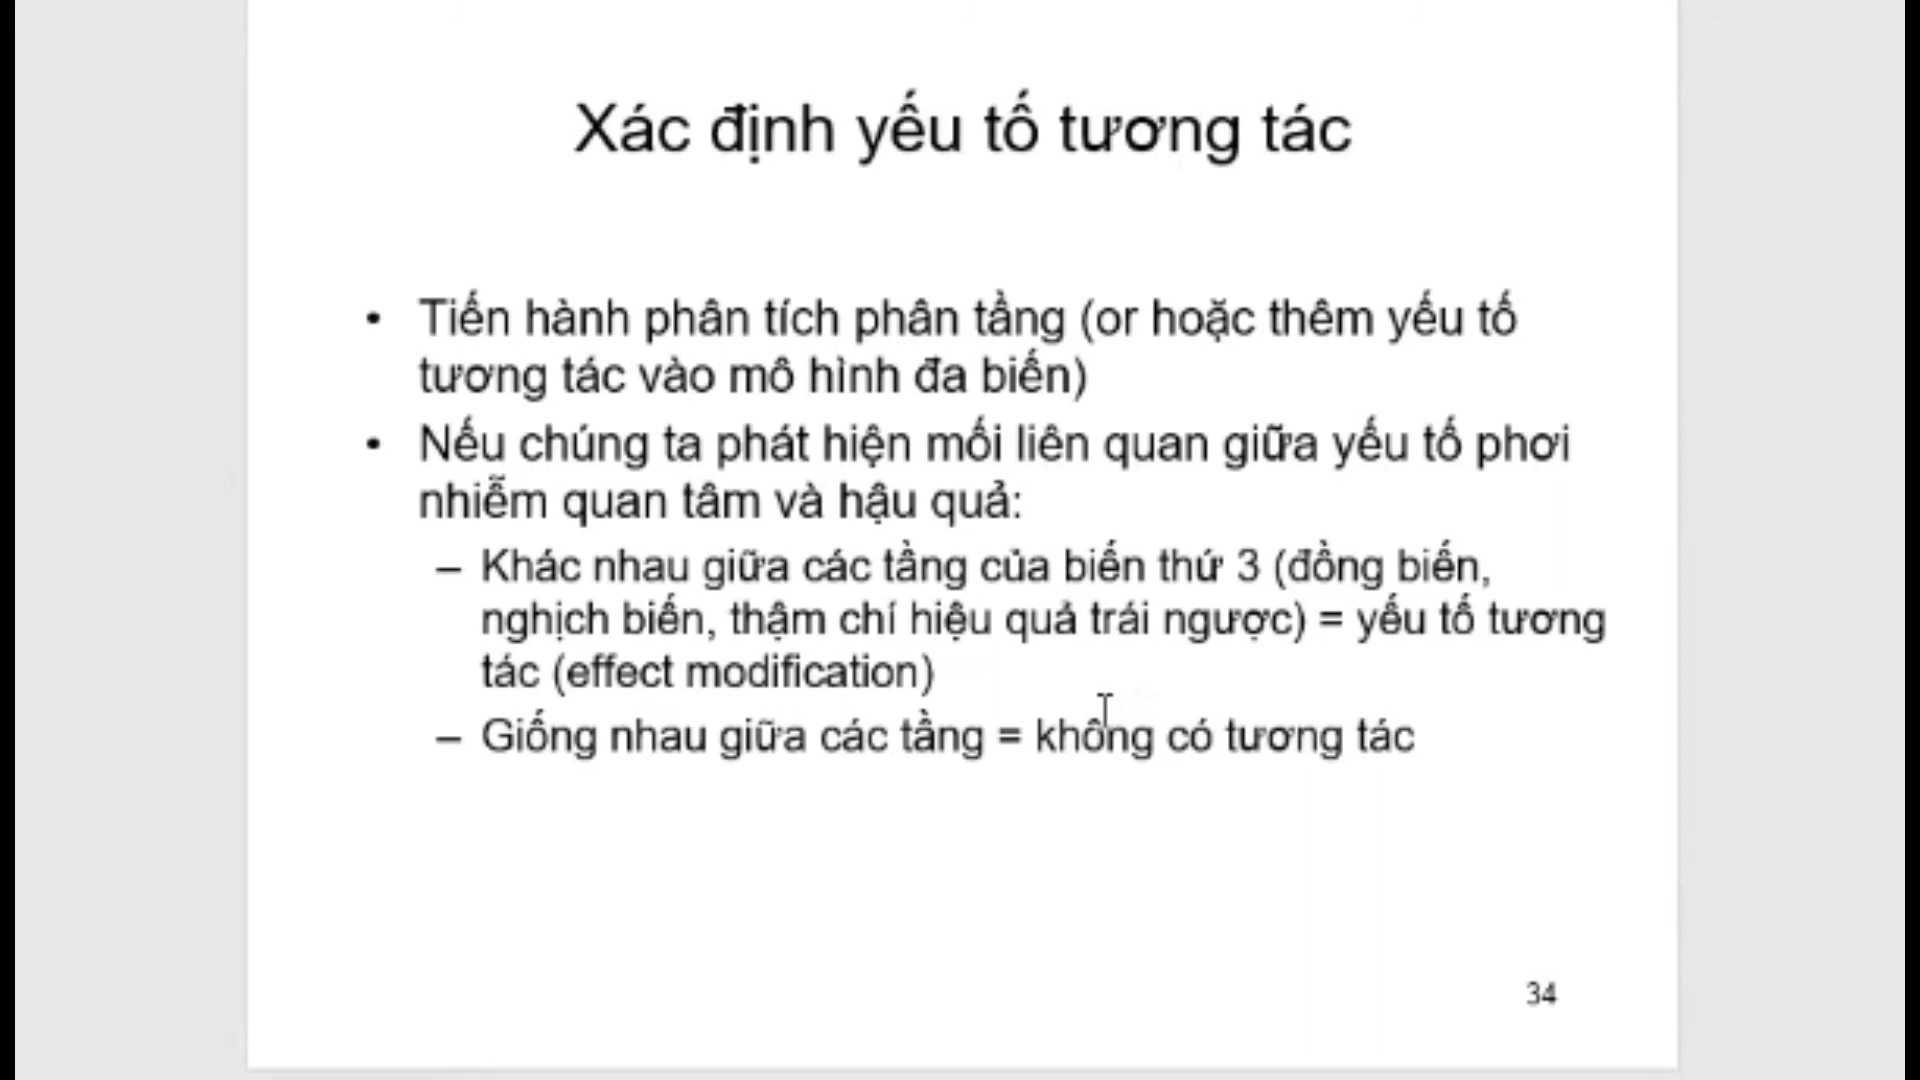 Xác định yếu tố tương tác
• Tiến hành phân tích phân tầng (or hoặc thêm yếu tố
tương tác vào mô hình đa biến)
• Nếu chúng ta phát hiện mối liên quan giữa yếu tố phơi
nhiễm quan tâm và hậu quả:
– Khác nhau giữa các tầng của biến thứ 3 (đồng biến,
nghịch biến, thậm chí hiệu quả trái ngược) = yếu tố tương
tác (effect modification)
– Giống nhau giữa các tầng = không có tương tác
34